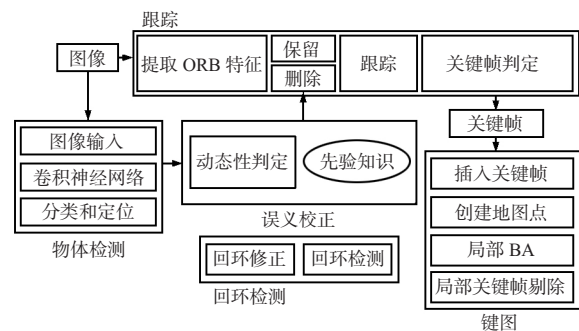 跟踪
图像
提取 ORB 特征
保留
删除
跟踪
关键帧判定
关键帧
图像输入
卷积神经网络
分类和定位
物体检测
动态性判定
先验知识
误义校正
回环修正
回环检测
回环检测
插入关键帧
创建地图点
局部 BA
局部关键帧剔除
键图